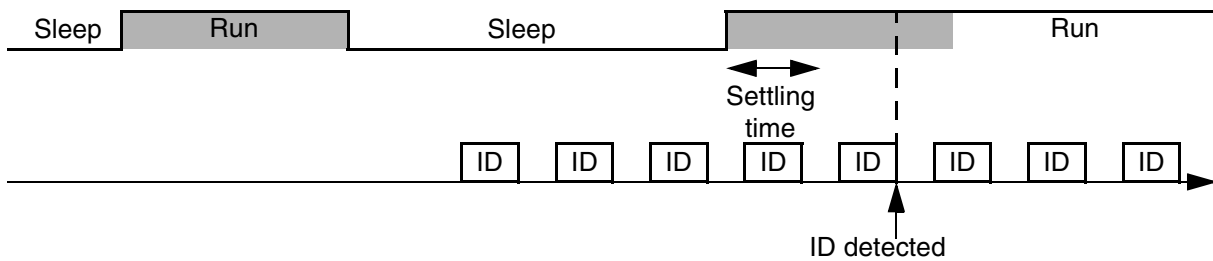 Sleep
Run
Sleep
Run
Settling
time
ID
ID
ID
ID
ID
ID
ID
ID
ID detected